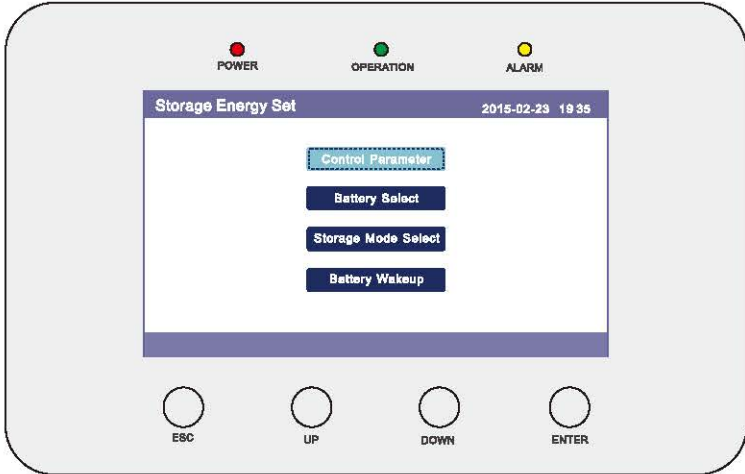 POWER OPERATION ALARM
Storage Energy Set 2015-02-23 19 35
Control Parameter
Battery Select
Storage Mode Select
Battery Wakeup
ESC UP DOWN ENTER